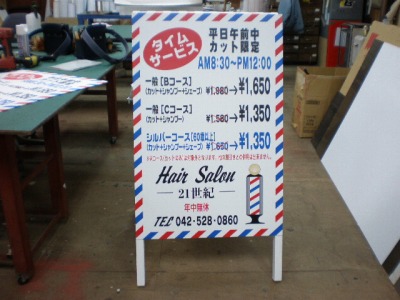 タイム
サービス
平日午前中
カット限定
AM8:30~PM12:00
一般 [Bコース]
(カット+シャンプー+シェーブ) ¥1,980→¥1,650
一般 [Cコース]
(カット+シャンプー) ¥1,580→¥1,350
シルバーコース[60歳以上]
(カット+シャンプー+シェーブ) ¥1,660→¥1,350
Hair Salon
21世紀
年中無休
TEL 042-528-0860